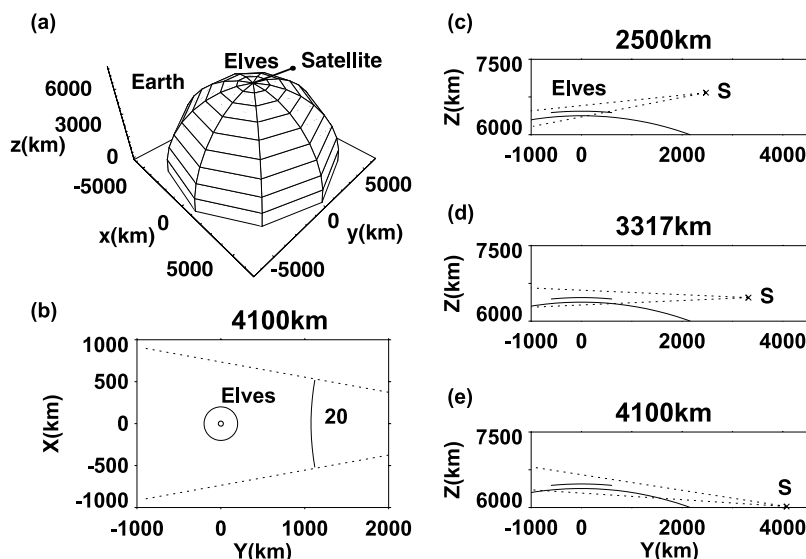 (a)
Elves
Satellite
Earth
6000
3000
z(km)
0
-5000
0
x(km)
5000
5000
0
y(km)
-5000
(b)
4100km
1000
500
0
-500
-1000
X(km)
Elves
20
-1000
0
1000
2000
Y(km)
(c)
2500km
7500
Z(km)
6000
Elves
S
-1000
0
2000
4000
(d)
3317km
7500
Z(km)
6000
S
-1000
0
2000
4000
(e)
4100km
7500
Z(km)
6000
S
-1000
0
2000
4000
Y(km)